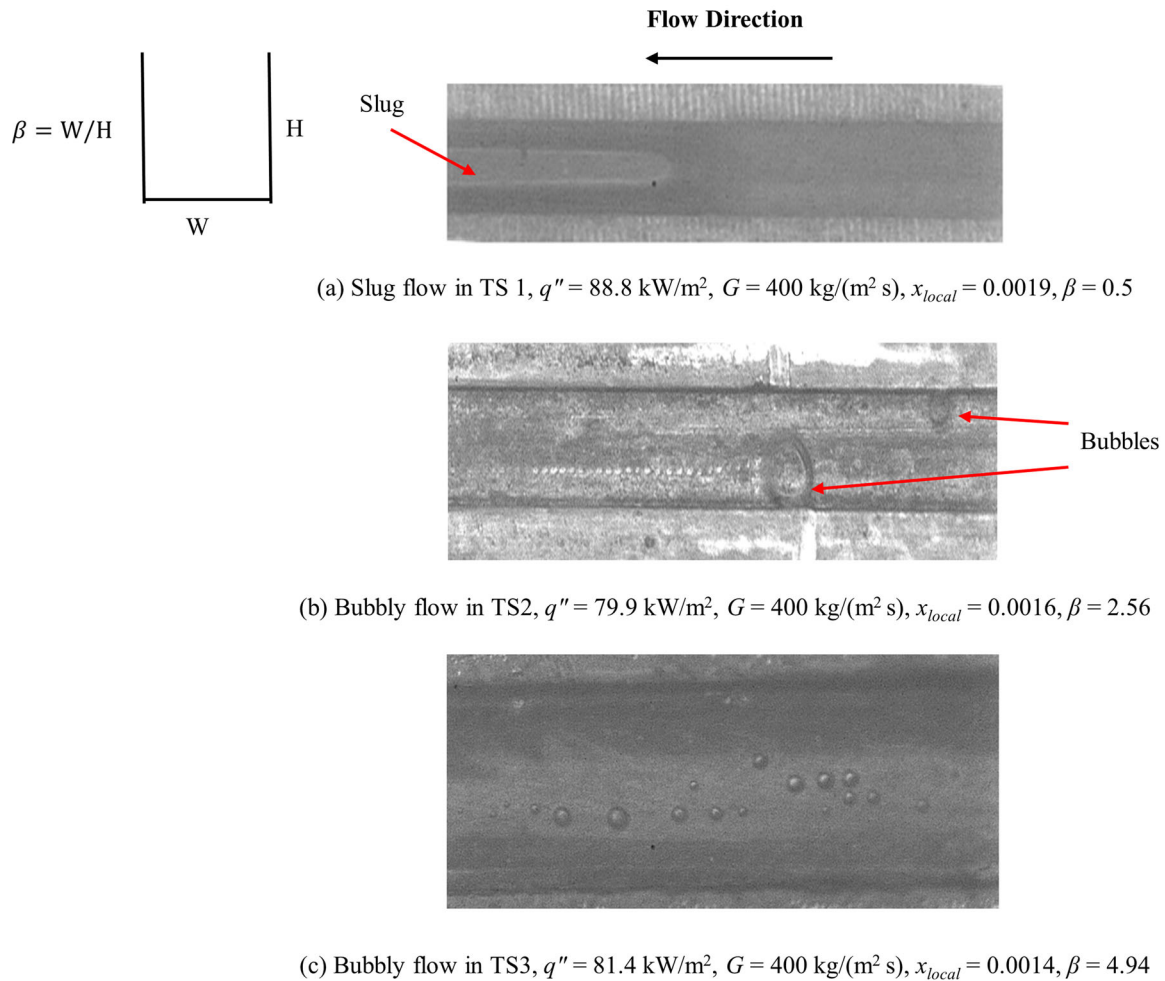 Flow Direction
β = W/H
H
W
Slug
(a) Slug flow in TS 1, q″ = 88.8 kW/m², G = 400 kg/(m² s), xlocal = 0.0019, β = 0.5
Bubbles
(b) Bubbly flow in TS2, q″ = 79.9 kW/m², G = 400 kg/(m² s), xlocal = 0.0016, β = 2.56
(c) Bubbly flow in TS3, q″ = 81.4 kW/m², G = 400 kg/(m² s), xlocal = 0.0014, β = 4.94